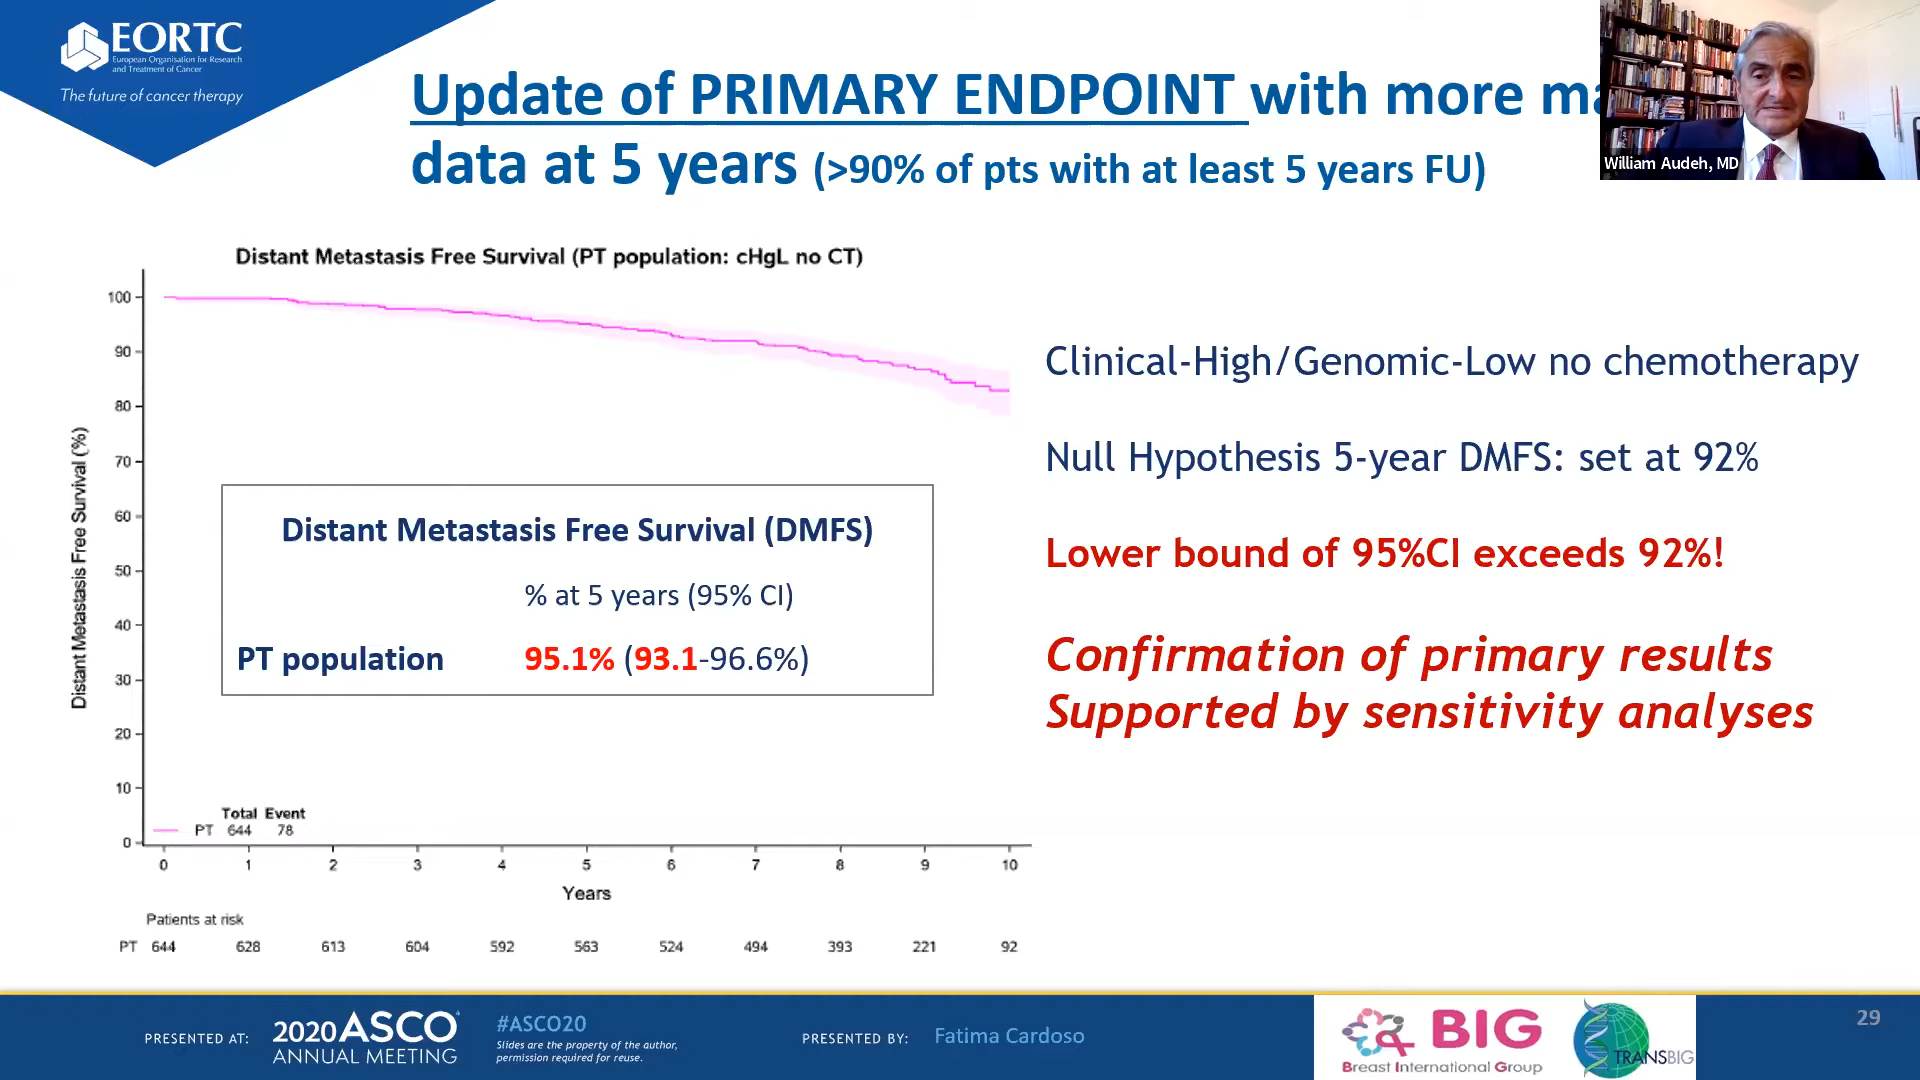 EORTC
European Organisation for Research
and Treatment of Cancer
The future of cancer therapy
Update of PRIMARY ENDPOINT with more
data at 5 years (>90% of pts with at least 5 years FU)
William Audeh, MD
Distant Metastasis Free Survival (PT population: cHgL no CT)
Distant Metastasis Free Survival (%)
100
90
80
70
60
50
40
30
20
10
0
Distant Metastasis Free Survival (DMFS)
% at 5 years (95% CI)
PT population 95.1% (93.1-96.6%)
Total Event
PT 644 78
0 1 2 3 4 5 6 7 8 9 10
Years
Patients at risk
PT 644 628 613 604 592 563 524 494 393 221 92
Clinical-High/Genomic-Low no chemotherapy
Null Hypothesis 5-year DMFS: set at 92%
Lower bound of 95%CI exceeds 92%!
Confirmation of primary results
Supported by sensitivity analyses
PRESENTED AT:
2020 ASCO
ANNUAL MEETING
#ASCO20
Slides are the property of the author,
permission required for reuse.
PRESENTED BY: Fatima Cardoso
BIG
Breast International Group
TRANSBIG
29